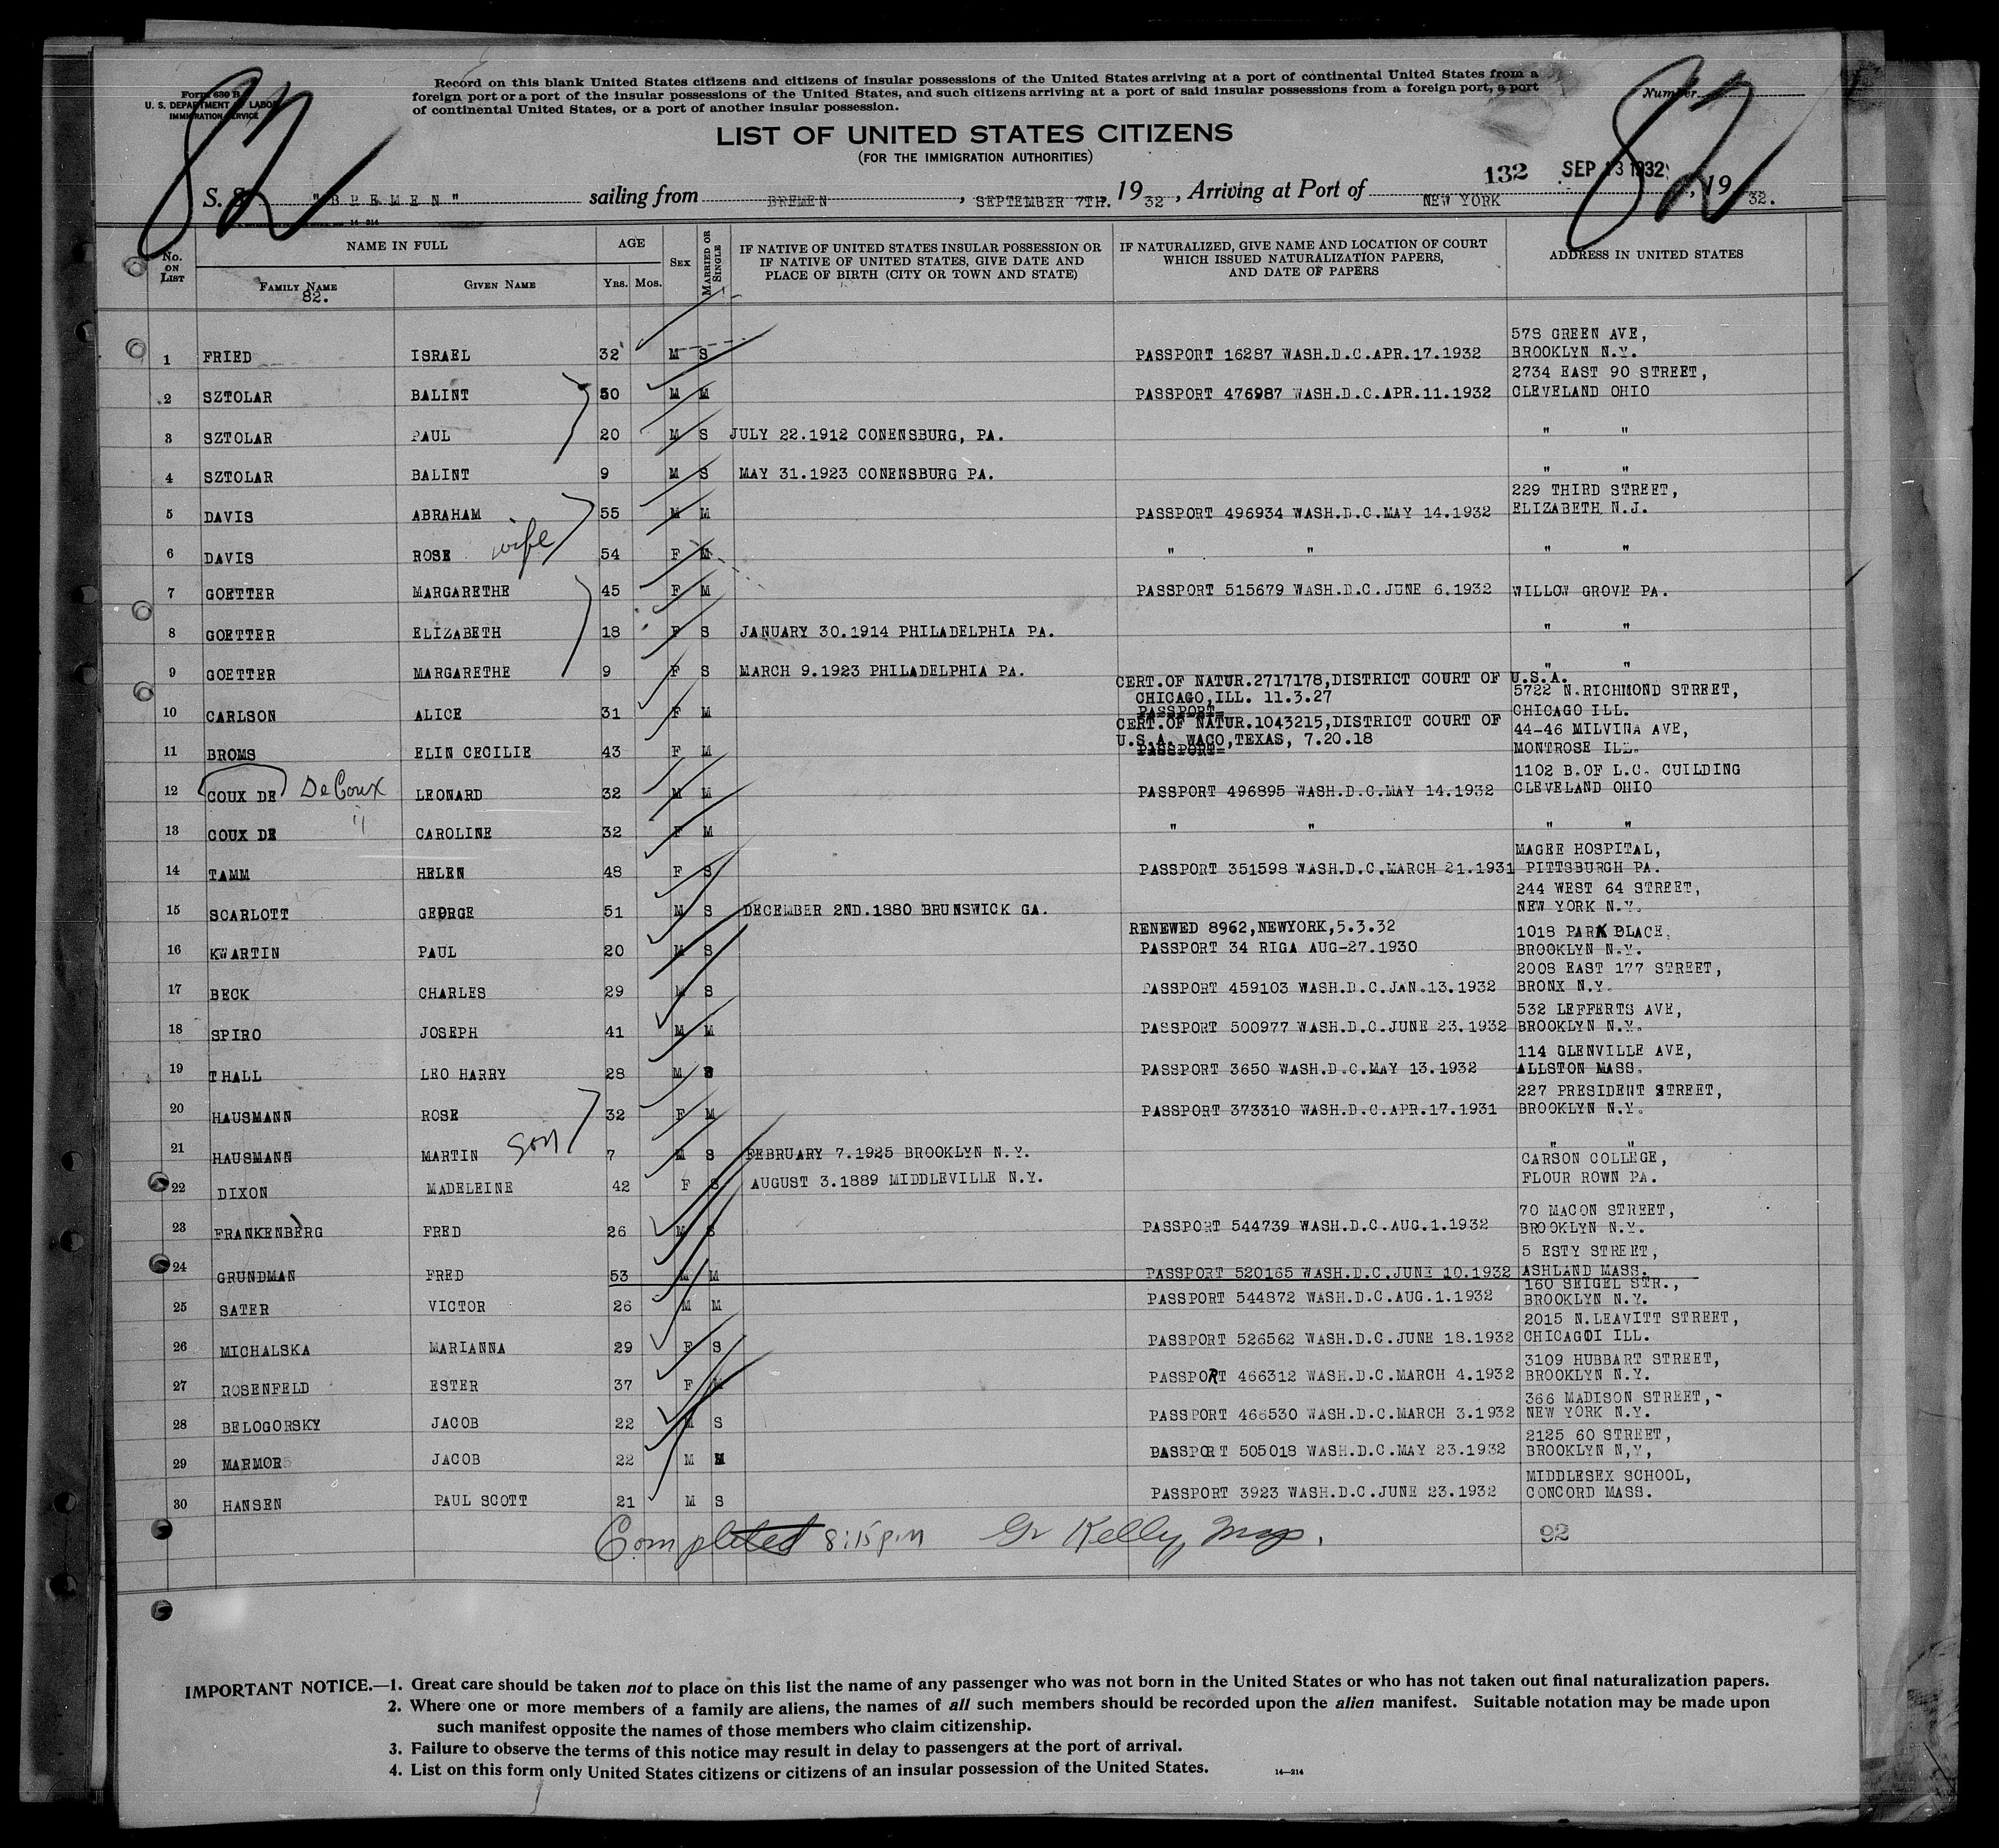 Form 630 B
U. S. DEPARTMENT OF LABOR
IMMIGRATION SERVICE
82
Record on this blank United States citizens and citizens of insular possessions of the United States arriving at a port of continental United States from a
foreign port or a port of the insular possessions of the United States, and such citizens arriving at a port of said insular possessions from a foreign port, a port
of continental United States, or a port of another insular possession.
Number
82
LIST OF UNITED STATES CITIZENS
(FOR THE IMMIGRATION AUTHORITIES)
132 SEP 13 1932
S. S. "BREMEN" sailing from BREMEN, SEPTEMBER 7TH. 19 32, Arriving at Port of NEW YORK, 19 32.
14-214
No. on List NAME IN FULL AGE SEX MARRIED OR SINGLE IF NATIVE OF UNITED STATES INSULAR POSSESSION OR IF NATIVE OF UNITED STATES, GIVE DATE AND PLACE OF BIRTH (CITY OR TOWN AND STATE) IF NATURALIZED, GIVE NAME AND LOCATION OF COURT WHICH ISSUED NATURALIZATION PAPERS, AND DATE OF PAPERS ADDRESS IN UNITED STATES
FAMILY NAME GIVEN NAME YRS. MOS.
82.
578 GREEN AVE,
1 FRIED ISRAEL 32 M S PASSPORT 16287 WASH.D.C.APR.17.1932 BROOKLYN N.Y.
2734 EAST 90 STREET,
2 SZTOLAR BALINT 50 M M PASSPORT 476987 WASH.D.C.APR.11.1932 CLEVELAND OHIO
3 SZTOLAR PAUL 20 M S JULY 22.1912 CONENSBURG, PA. " "
4 SZTOLAR BALINT 9 M S MAY 31.1923 CONENSBURG PA. " "
229 THIRD STREET,
5 DAVIS ABRAHAM 55 M M PASSPORT 496934 WASH.D.C.MAY 14.1932 ELIZABETH N.J.
6 DAVIS ROSE wife 54 F M " " " "
7 GOETTER MARGARETHE 45 F M PASSPORT 515679 WASH.D.C.JUNE 6.1932 WILLOW GROVE PA.
8 GOETTER ELIZABETH 18 F S JANUARY 30.1914 PHILADELPHIA PA. " "
9 GOETTER MARGARETHE 9 F S MARCH 9.1923 PHILADELPHIA PA. " "
CERT.OF NATUR.2717178,DISTRICT COURT OF U.S.A.
CHICAGO,ILL. 11.3.27 5722 N.RICHMOND STREET,
10 CARLSON ALICE 31 F M PASSPORT CHICAGO ILL.
CERT.OF NATUR.1043215,DISTRICT COURT OF 44-46 MILVINA AVE,
U.S.A. WACO,TEXAS, 7.20.18
11 BROMS ELIN CECILIE 43 F M PASSPORT MONTROSE ILL.
1102 B.OF L.C. CUILDING
12 COUX DE DeCoux LEONARD 32 M M PASSPORT 496895 WASH.D.C.MAY 14.1932 CLEVELAND OHIO
13 COUX DE " CAROLINE 32 F M " " " "
MAGEE HOSPITAL,
14 TAMM HELEN 48 F S PASSPORT 351598 WASH.D.C.MARCH 21.1931 PITTSBURGH PA.
244 WEST 64 STREET,
15 SCARLOTT GEORGE 51 M S DECEMBER 2ND.1880 BRUNSWICK GA. NEW YORK N.Y.
RENEWED 8962,NEWYORK,5.3.32 1018 PARK BLACE,
16 KWARTIN PAUL 20 M S PASSPORT 34 RIGA AUG-27.1930 BROOKLYN N.Y.
2008 EAST 177 STREET,
17 BECK CHARLES 29 M S PASSPORT 459103 WASH.D.C.JAN.13.1932 BRONX N.Y.
532 LEFFERTS AVE,
18 SPIRO JOSEPH 41 M M PASSPORT 500977 WASH.D.C.JUNE 23.1932 BROOKLYN N.Y.
114 GLENVILLE AVE,
19 THALL LEO HARRY 28 M S PASSPORT 3650 WASH.D.C.MAY 13.1932 ALLSTON MASS.
227 PRESIDENT STREET,
20 HAUSMANN ROSE 32 F M PASSPORT 373310 WASH.D.C.APR.17.1931 BROOKLYN N.Y.
21 HAUSMANN MARTIN son 7 M S FEBRUARY 7.1925 BROOKLYN N.Y. " "
CARSON COLLEGE,
22 DIXON MADELEINE 42 F S AUGUST 3.1889 MIDDLEVILLE N.Y. FLOUR ROWN PA.
70 MACON STREET,
23 FRANKENBERG FRED 26 M S PASSPORT 544739 WASH.D.C.AUG.1.1932 BROOKLYN N.Y.
5 ESTY STREET,
24 GRUNDMAN FRED 53 M M PASSPORT 520165 WASH.D.C.JUNE 10.1932 ASHLAND MASS.
160 SEIGEL STR.,
25 SATER VICTOR 26 M M PASSPORT 544872 WASH.D.C.AUG.1.1932 BROOKLYN N.Y.
2015 N.LEAVITT STREET,
26 MICHALSKA MARIANNA 29 F S PASSPORT 526562 WASH.D.C.JUNE 18.1932 CHICAGOI ILL.
3109 HUBBART STREET,
27 ROSENFELD ESTER 37 F M PASSPORT 466312 WASH.D.C.MARCH 4.1932 BROOKLYN N.Y.
366 MADISON STREET,-
28 BELOGORSKY JACOB 22 M S PASSPORT 466530 WASH.D.C.MARCH 3.1932 NEW YORK N.Y.
2125 60 STREET,
29 MARMOR JACOB 22 M M BASSPORT 505018 WASH.D.C.MAY 23.1932 BROOKLYN N,Y,
MIDDLESEX SCHOOL,
30 HANSEN PAUL SCOTT 21 M S PASSPORT 3923 WASH.D.C.JUNE 23.1932 CONCORD MASS.
Completed 8:15 pm Kelly, Insp. 92
IMPORTANT NOTICE.—1. Great care should be taken not to place on this list the name of any passenger who was not born in the United States or who has not taken out final naturalization papers.
2. Where one or more members of a family are aliens, the names of all such members should be recorded upon the alien manifest. Suitable notation may be made upon
such manifest opposite the names of those members who claim citizenship.
3. Failure to observe the terms of this notice may result in delay to passengers at the port of arrival.
4. List on this form only United States citizens or citizens of an insular possession of the United States. 14-214